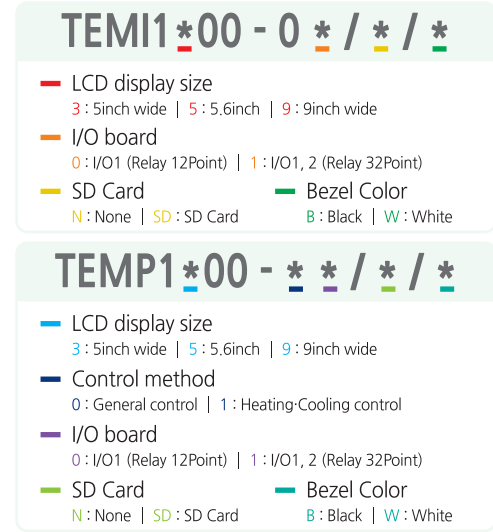 TEMI1*00 - 0 * / * / *
LCD display size
3 : 5inch wide | 5 : 5.6inch | 9 : 9inch wide
I/O board
0 : I/O1 (Relay 12Point) | 1 : I/O1, 2 (Relay 32Point)
SD Card Bezel Color
N : None | SD : SD Card B : Black | W : White
TEMP1*00 - * * / * / *
LCD display size
3 : 5inch wide | 5 : 5.6inch | 9 : 9inch wide
Control method
0 : General control | 1 : Heating·Cooling control
I/O board
0 : I/O1 (Relay 12Point) | 1 : I/O1, 2 (Relay 32Point)
SD Card Bezel Color
N : None | SD : SD Card B : Black | W : White